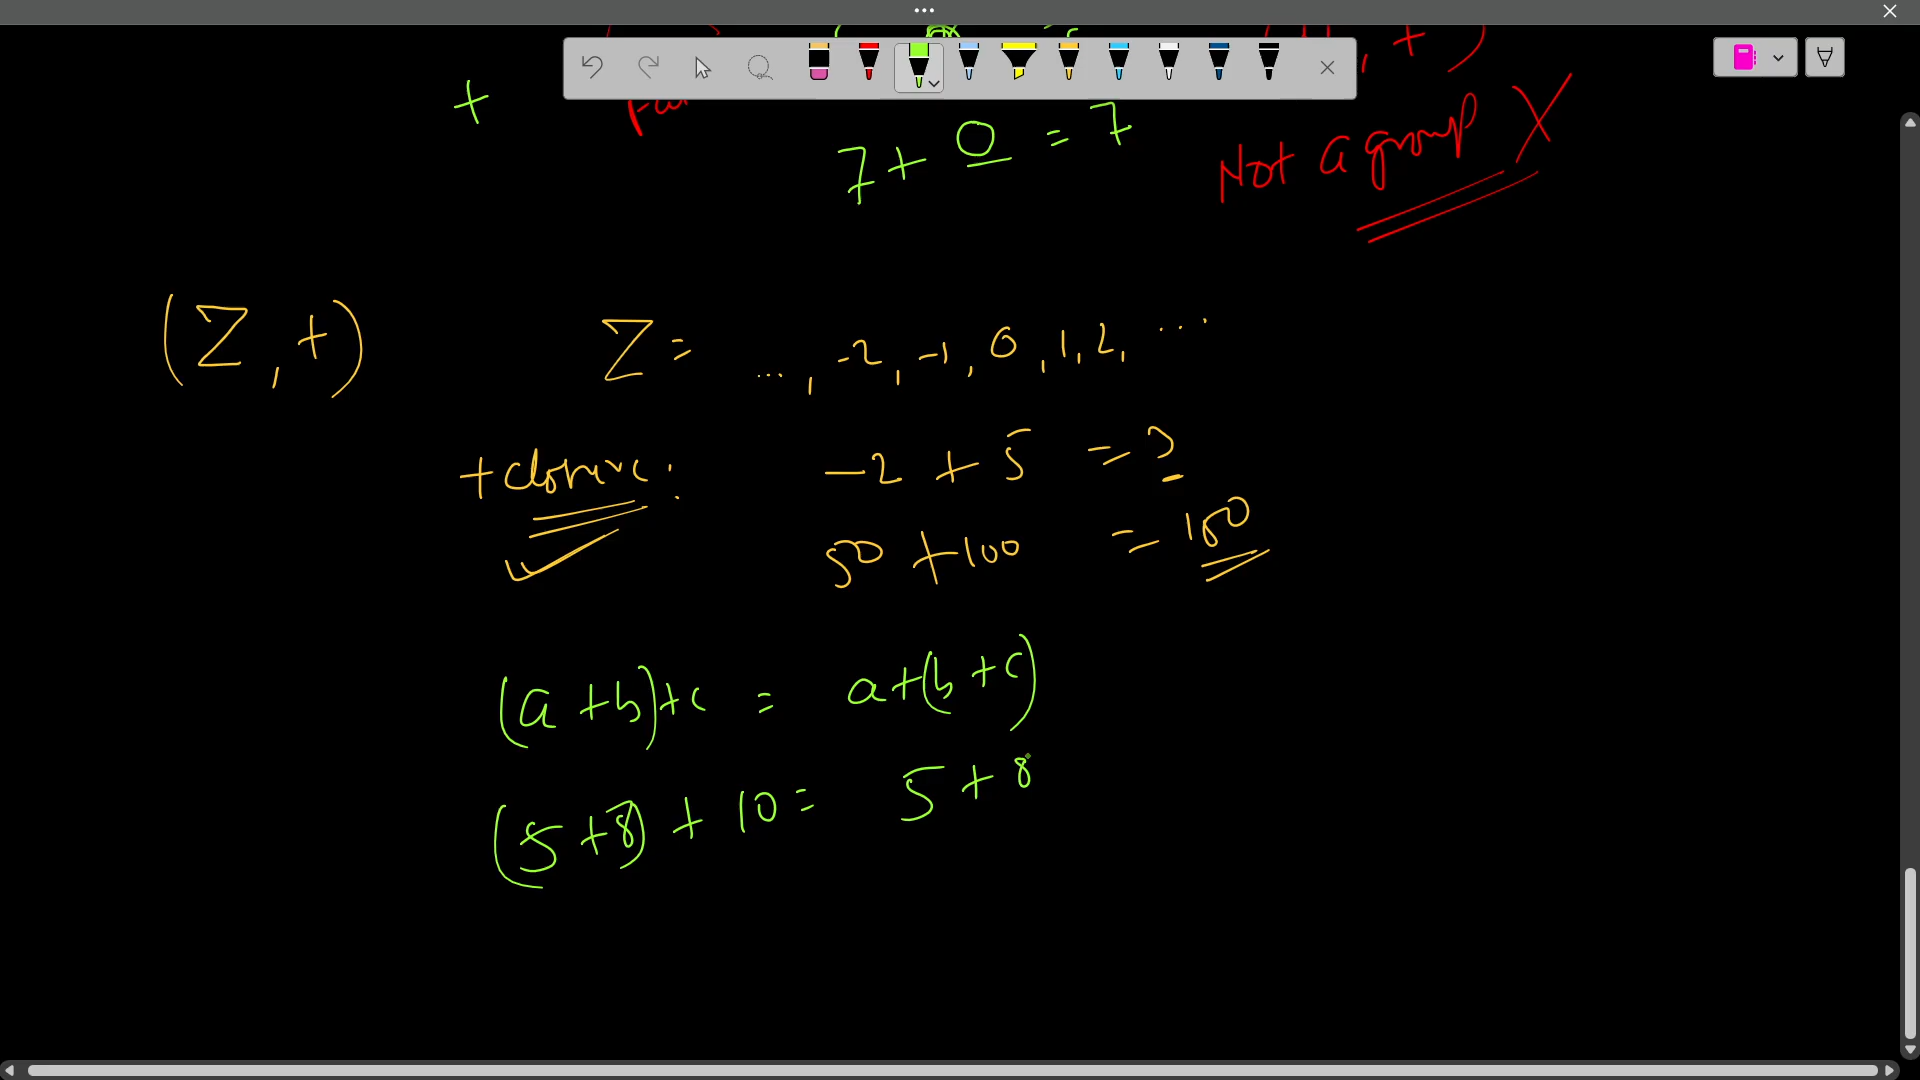 +
7 + 0 = 7
, + )
Not a group X
(Z, +)
Z = ..., -2, -1, 0, 1, 2, ...
+ closure:
-2 + 5 = 3
50 + 100 = 150
(a + b) + c = a + (b + c)
(5 + 8) + 10 = 5 + 8